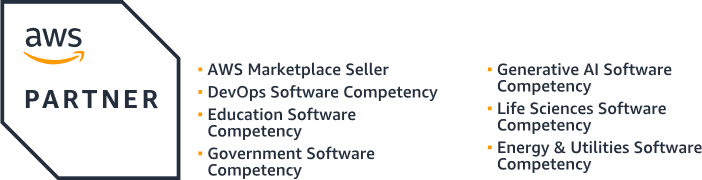 aws
PARTNER
AWS Marketplace Seller
DevOps Software Competency
Education Software
Competency
Government Software
Competency
Generative AI Software
Competency
Life Sciences Software
Competency
Energy & Utilities Software
Competency